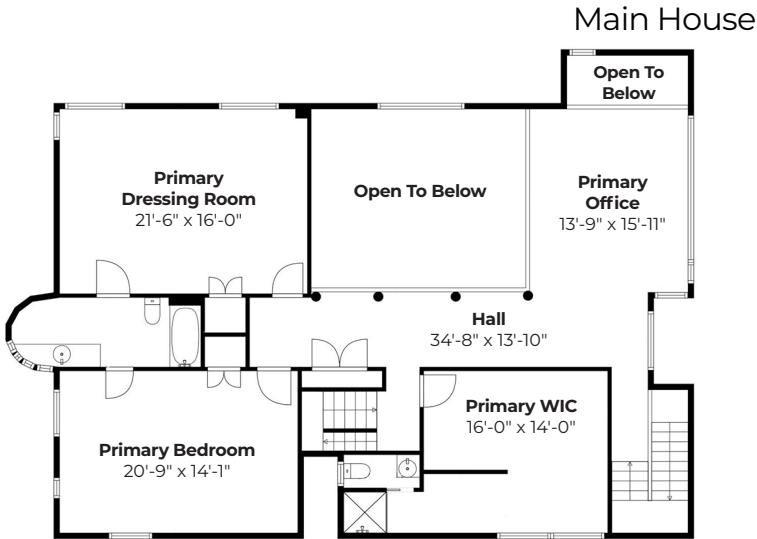 Main House
Open To
Below
Primary
Dressing Room
21'-6" x 16'-0"
Open To Below
Primary
Office
13'-9" x 15'-11"
Hall
34'-8" x 13'-10"
Primary WIC
16'-0" x 14'-0"
Primary Bedroom
20'-9" x 14'-1"